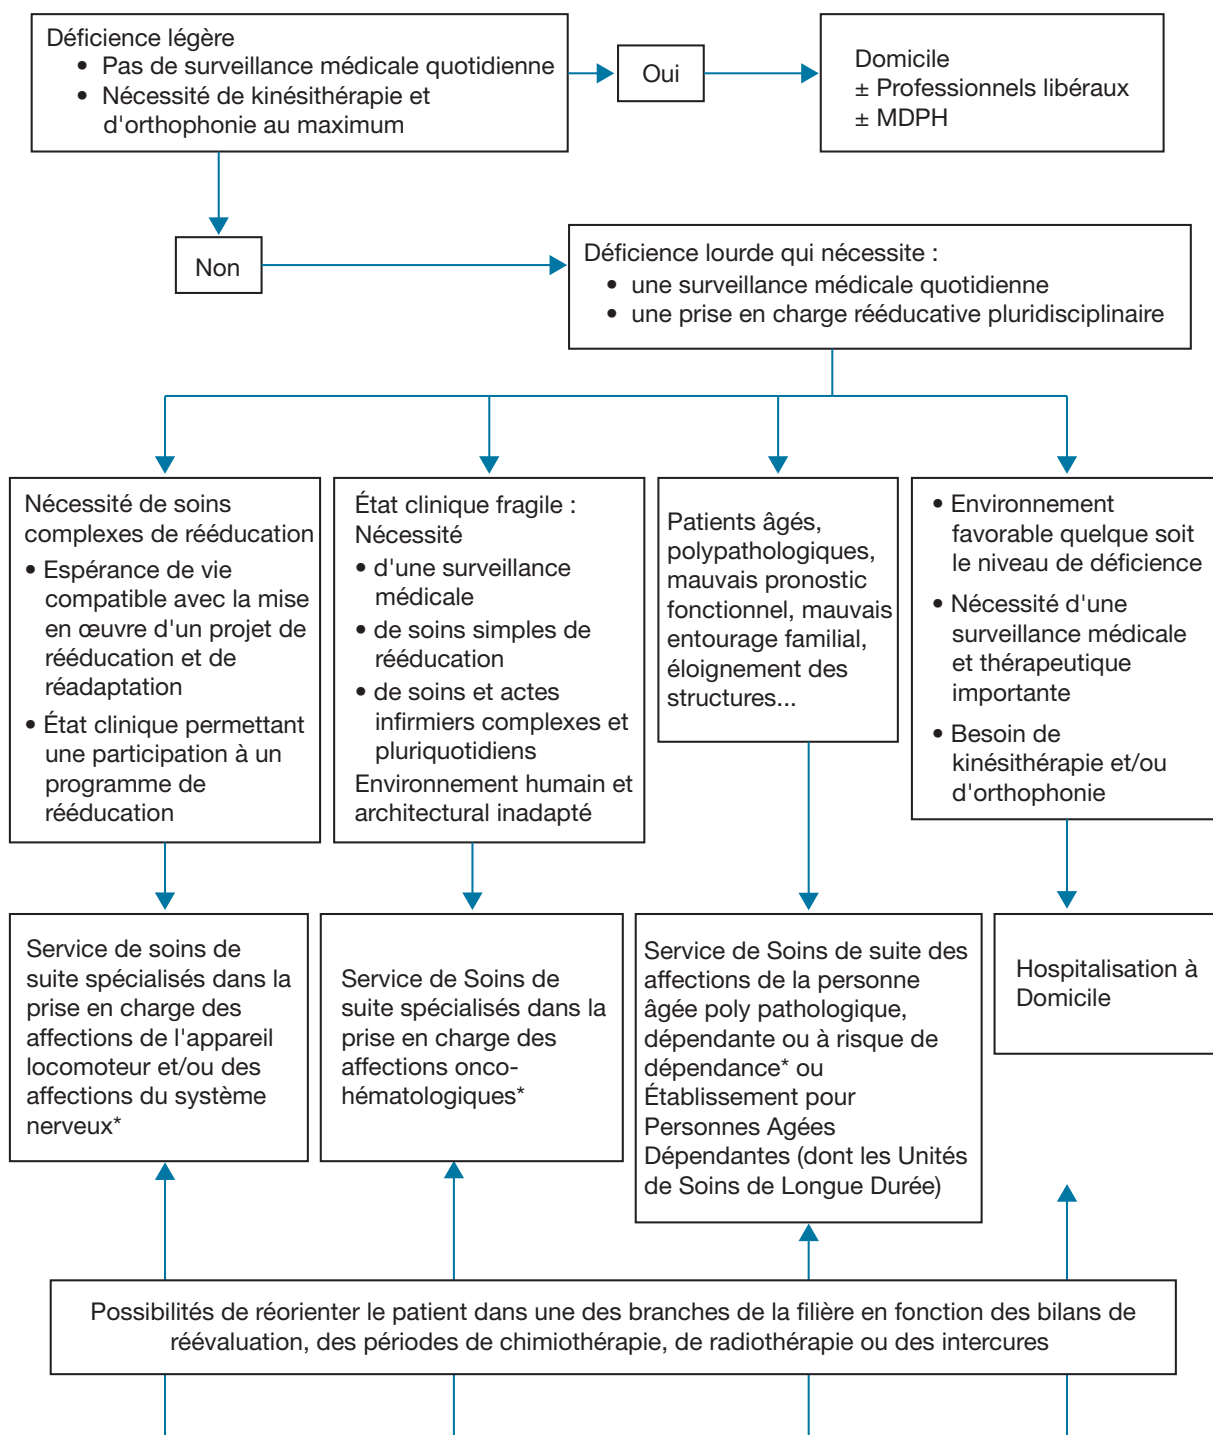 Déficience légère
• Pas de surveillance médicale quotidienne
• Nécessité de kinésithérapie et
d'orthophonie au maximum
Oui
Domicile
± Professionnels libéraux
± MDPH
Non
Déficience lourde qui nécessite :
• une surveillance médicale quotidienne
• une prise en charge rééducative pluridisciplinaire
Nécessité de soins
complexes de rééducation
• Espérance de vie
compatible avec la mise
en œuvre d'un projet de
rééducation et de
réadaptation
• État clinique permettant
une participation à un
programme de
rééducation
État clinique fragile :
Nécessité
• d'une surveillance
médicale
• de soins simples de
rééducation
• de soins et actes
infirmiers complexes et
pluriquotidiens
Environnement humain et
architectural inadapté
Patients âgés,
polypathologiques,
mauvais pronostic
fonctionnel, mauvais
entourage familial,
éloignement des
structures...
• Environnement
favorable quelque soit
le niveau de déficience
• Nécessité d'une
surveillance médicale
et thérapeutique
importante
• Besoin de
kinésithérapie et/ou
d'orthophonie
Service de soins de
suite spécialisés dans la
prise en charge des
affections de l'appareil
locomoteur et/ou des
affections du système
nerveux*
Service de Soins de
suite spécialisés dans la
prise en charge des
affections onco-
hématologiques*
Service de Soins de suite des
affections de la personne
âgée poly pathologique,
dépendante ou à risque de
dépendance* ou
Établissement pour
Personnes Agées
Dépendantes (dont les Unités
de Soins de Longue Durée)
Hospitalisation à
Domicile
Possibilités de réorienter le patient dans une des branches de la filière en fonction des bilans de
réévaluation, des périodes de chimiothérapie, de radiothérapie ou des intercures